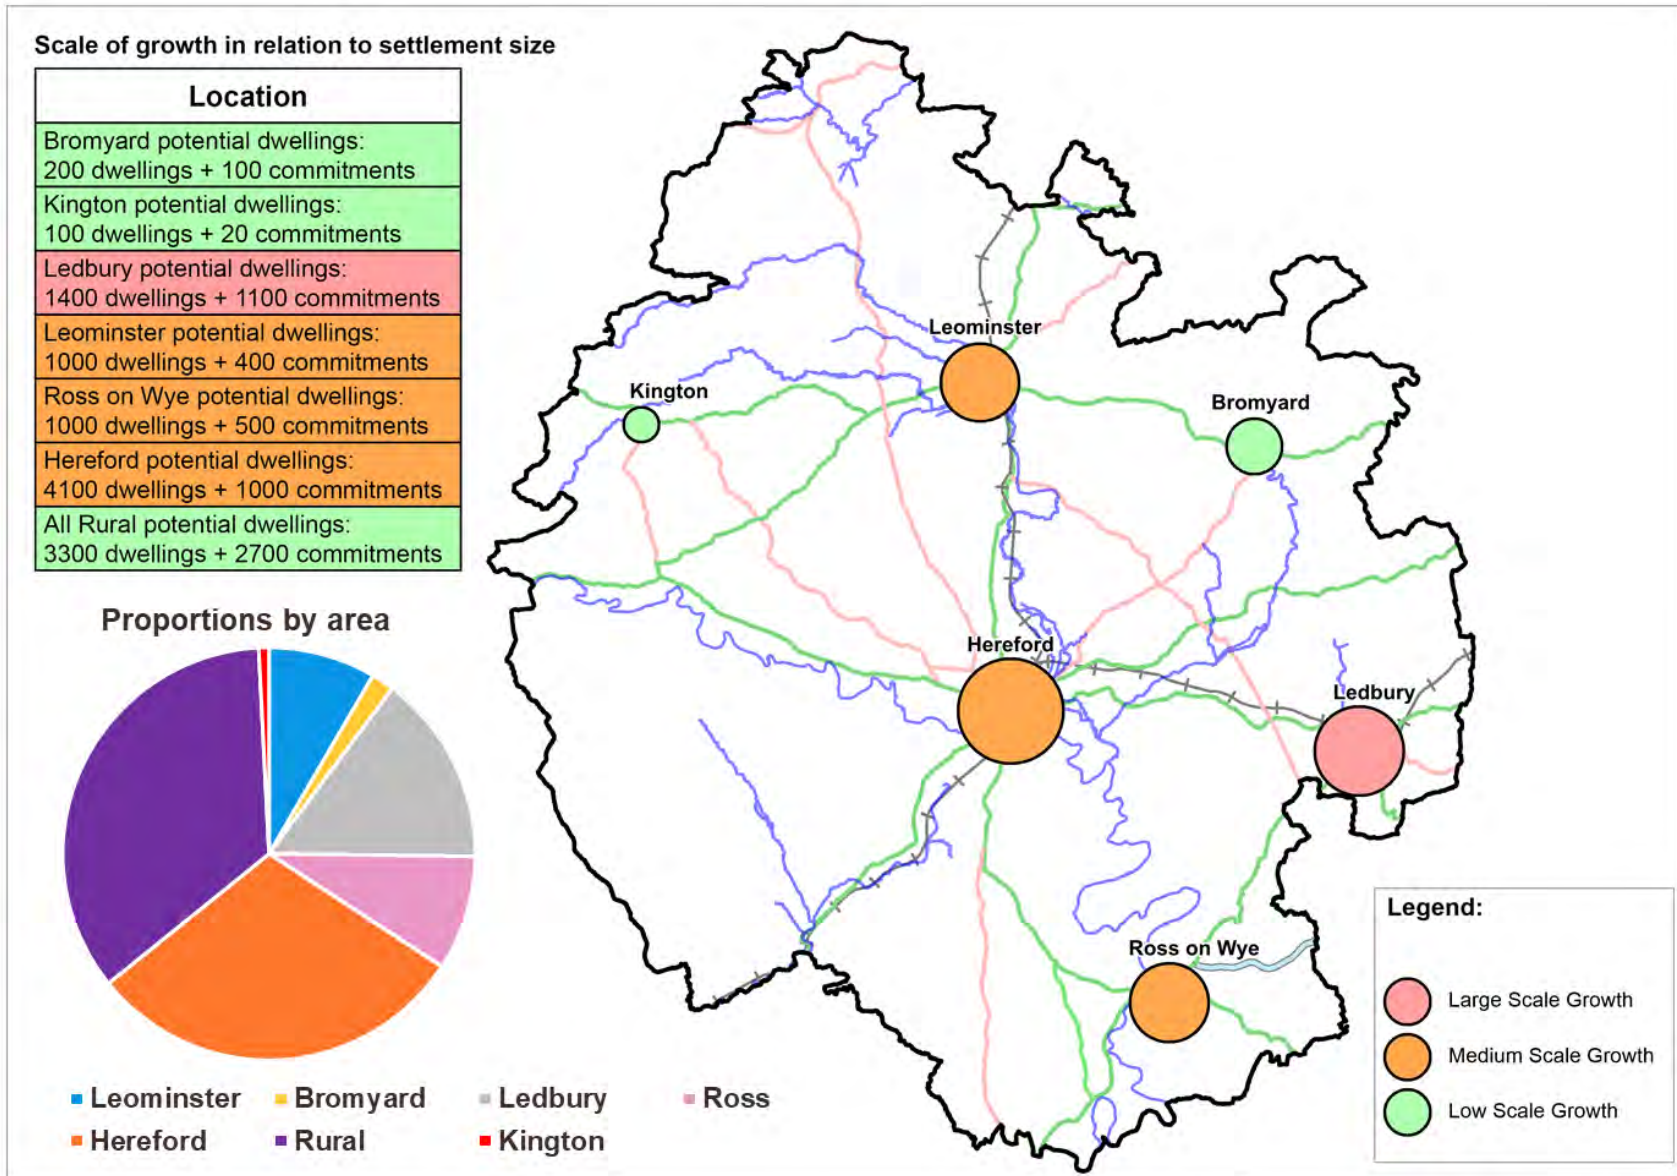 Scale of growth in relation to settlement size
Location
Bromyard potential dwellings:
200 dwellings + 100 commitments
Kington potential dwellings:
100 dwellings + 20 commitments
Ledbury potential dwellings:
1400 dwellings + 1100 commitments
Leominster potential dwellings:
1000 dwellings + 400 commitments
Ross on Wye potential dwellings:
1000 dwellings + 500 commitments
Hereford potential dwellings:
4100 dwellings + 1000 commitments
All Rural potential dwellings:
3300 dwellings + 2700 commitments
Proportions by area
Leominster
Bromyard
Ledbury
Ross
Hereford
Rural
Kington
Leominster
Kington
Bromyard
Hereford
Ledbury
Ross on Wye
Legend:
Large Scale Growth
Medium Scale Growth
Low Scale Growth